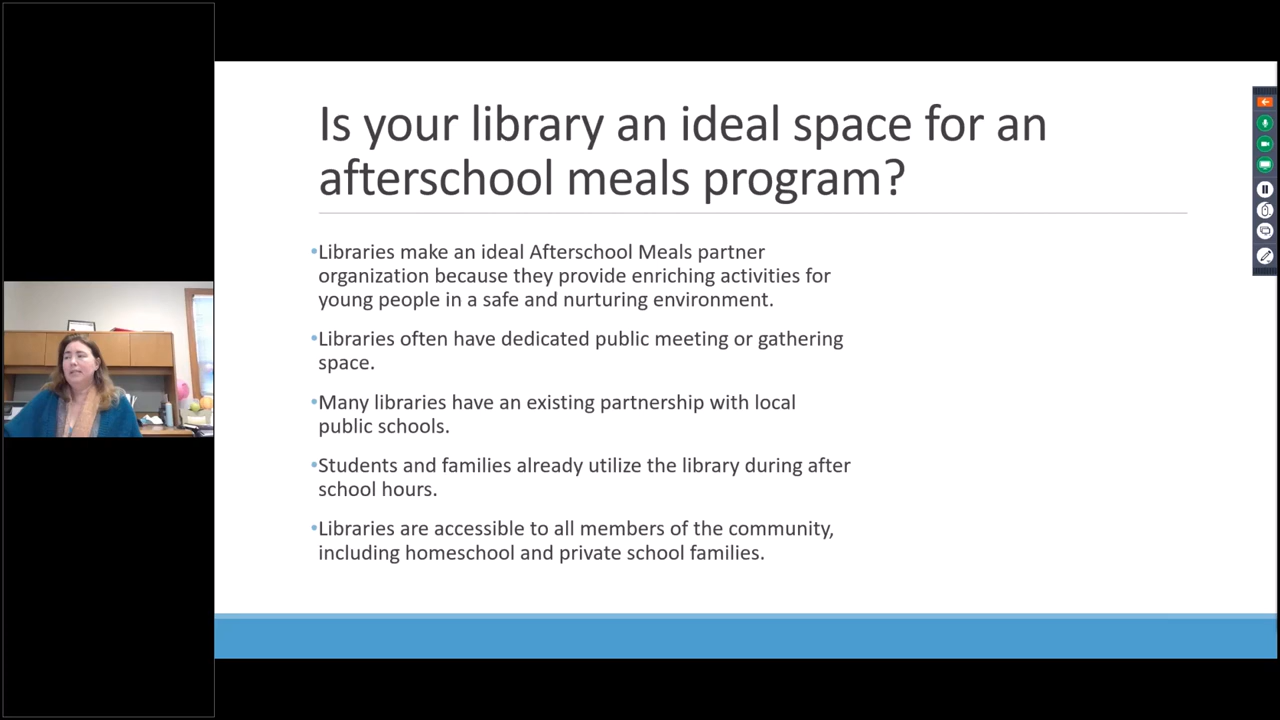 Is your library an ideal space for an
afterschool meals program?
•Libraries make an ideal Afterschool Meals partner
organization because they provide enriching activities for
young people in a safe and nurturing environment.
•Libraries often have dedicated public meeting or gathering
space.
•Many libraries have an existing partnership with local
public schools.
•Students and families already utilize the library during after
school hours.
•Libraries are accessible to all members of the community,
including homeschool and private school families.